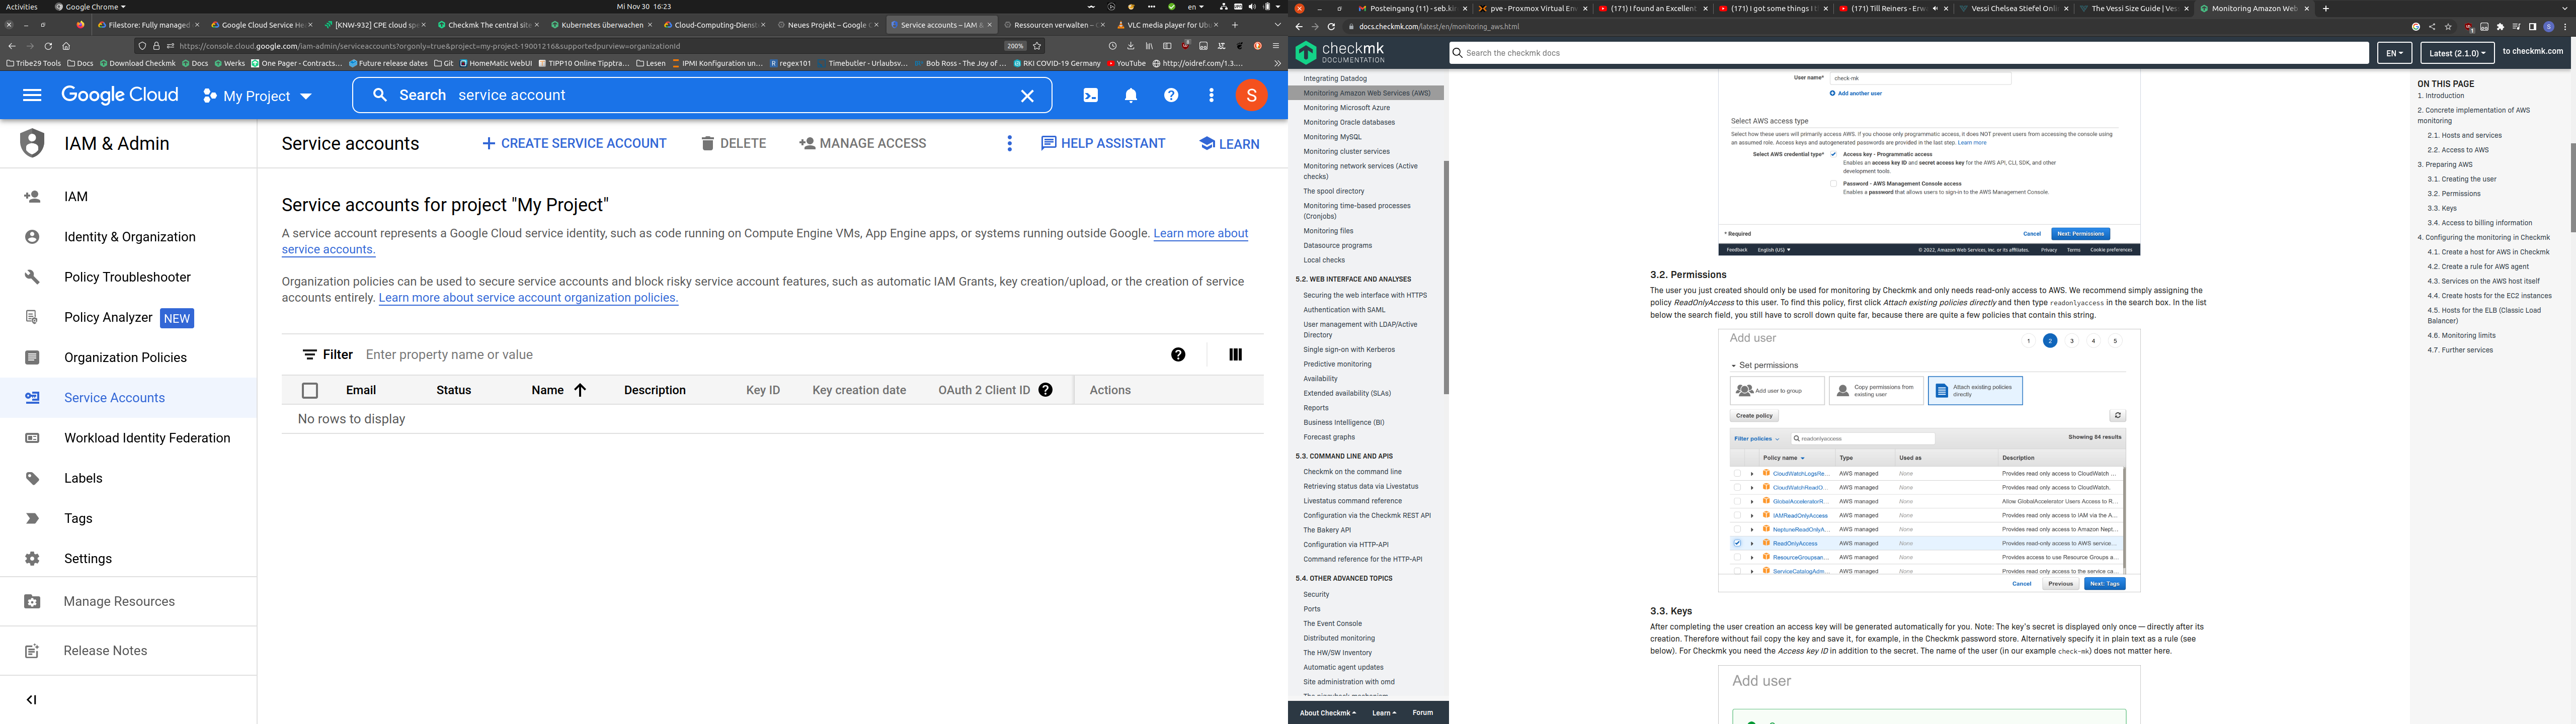 Activities
Google Chrome
Mi Nov 30 16:23
en
Filestore: Fully managed
Google Cloud Service He
[KNW-932] CPE cloud sp
Checkmk The central site
Kubernetes überwachen
Cloud-Computing-Dienst
Neues Projekt – Google C
Service accounts – IAM &
Ressourcen verwalten – G
VLC media player for Ubu
https://console.cloud.google.com/iam-admin/serviceaccounts?orgonly=true&project=my-project-19001216&supportedpurview=organizationId
200%
Tribe29 Tools
Docs
Download Checkmk
Docs
Werks
One Pager - Contracts...
Future release dates
Git
HomeMatic WebUI
TIPP10 Online Tipptra...
Lesen
IPMI Konfiguration un...
regex101
Timebutler - Urlaubsv...
Bob Ross - The Joy of ...
RKI COVID-19 Germany
YouTube
http://oidref.com/1.3....
Google Cloud
My Project
Search service account
S
IAM & Admin
IAM
Identity & Organization
Policy Troubleshooter
Policy Analyzer NEW
Organization Policies
Service Accounts
Workload Identity Federation
Labels
Tags
Settings
Manage Resources
Release Notes
Service accounts
CREATE SERVICE ACCOUNT
DELETE
MANAGE ACCESS
HELP ASSISTANT
LEARN
Service accounts for project "My Project"
A service account represents a Google Cloud service identity, such as code running on Compute Engine VMs, App Engine apps, or systems running outside Google. Learn more about
service accounts.
Organization policies can be used to secure service accounts and block risky service account features, such as automatic IAM Grants, key creation/upload, or the creation of service
accounts entirely. Learn more about service account organization policies.
Filter Enter property name or value
Email Status Name Description Key ID Key creation date OAuth 2 Client ID Actions
No rows to display
Posteingang (11) - seb.kir
pve - Proxmox Virtual Env
(171) I found an Excellent
(171) I got some things I
(171) Till Reiners - Erw
Vessi Chelsea Stiefel Onl
The Vessi Size Guide | Ves
Monitoring Amazon Web
docs.checkmk.com/latest/en/monitoring_aws.html
checkmk
DOCUMENTATION
Search the checkmk docs
EN
Latest (2.1.0)
to checkmk.com
Integrating Datadog
Monitoring Amazon Web Services (AWS)
Monitoring Microsoft Azure
Monitoring Oracle databases
Monitoring MySQL
Monitoring cluster services
Monitoring network services (Active
checks)
The spool directory
Monitoring time-based processes
(Cronjobs)
Monitoring files
Datasource programs
Local checks
5.2. WEB INTERFACE AND ANALYSES
Securing the web interface with HTTPS
Authentication with SAML
User management with LDAP/Active
Directory
Single sign-on with Kerberos
Predictive monitoring
Availability
Extended availability (SLAs)
Reports
Business Intelligence (BI)
Forecast graphs
5.3. COMMAND LINE AND APIS
Checkmk on the command line
Retrieving status data via Livestatus
Livestatus command reference
Configuration via the Checkmk REST API
The Bakery API
Configuration via HTTP-API
Command reference for the HTTP-API
5.4. OTHER ADVANCED TOPICS
Security
Ports
The Event Console
Distributed monitoring
The HW/SW Inventory
Automatic agent updates
Site administration with omd
About Checkmk
Learn
Forum
User name* check-mk
Add another user
Select AWS access type
Select how these users will primarily access AWS. If you choose only programmatic access, it does NOT prevent users from accessing the console using
an assumed role. Access keys and autogenerated passwords are provided in the last step. Learn more
Select AWS credential type* Access key - Programmatic access
Enables an access key ID and secret access key for the AWS API, CLI, SDK, and other
development tools.
Password - AWS Management Console access
Enables a password that allows users to sign-in to the AWS Management Console.
* Required
Cancel
Next: Permissions
Feedback English (US) © 2022, Amazon Web Services, Inc. or its affiliates. Privacy Terms Cookie preferences
3.2. Permissions
The user you just created should only be used for monitoring by Checkmk and only needs read-only access to AWS. We recommend simply assigning the
policy ReadOnlyAccess to this user. To find this policy, first click Attach existing policies directly and then type readonlyaccess in the search box. In the list
below the search field, you still have to scroll down quite far, because there are quite a few policies that contain this string.
Add user
1 2 3 4 5
Set permissions
Add user to group
Copy permissions from
existing user
Attach existing policies
directly
Create policy
Filter policies
readonlyaccess
Showing 84 results
Policy name Type Used as Description
CloudWatchLogsRe... AWS managed None Provides read only access to CloudWatch ...
CloudWatchReadO... AWS managed None Provides read only access to CloudWatch.
GlobalAcceleratorR... AWS managed None Allow GlobalAccelerator Users Access to R...
IAMReadOnlyAccess AWS managed None Provides read only access to IAM via the A...
NeptuneReadOnlyA... AWS managed None Provides read only access to Amazon Nept...
ReadOnlyAccess AWS managed None Provides read-only access to AWS service...
ResourceGroupsan... AWS managed None Provides access to use Resource Groups a...
ServiceCatalogAdm... AWS managed None Provides read only access to the service ca...
Cancel
Previous
Next: Tags
3.3. Keys
After completing the user creation an access key will be generated automatically for you. Note: The key's secret is displayed only once — directly after its
creation. Therefore without fail copy the key and save it, for example, in the Checkmk password store. Alternatively specify it in plain text as a rule (see
below). For Checkmk you need the Access key ID in addition to the secret. The name of the user (in our example check-mk) does not matter here.
Add user
ON THIS PAGE
1. Introduction
2. Concrete implementation of AWS
monitoring
2.1. Hosts and services
2.2. Access to AWS
3. Preparing AWS
3.1. Creating the user
3.2. Permissions
3.3. Keys
3.4. Access to billing information
4. Configuring the monitoring in Checkmk
4.1. Create a host for AWS in Checkmk
4.2. Create a rule for AWS agent
4.3. Services on the AWS host itself
4.4. Create hosts for the EC2 instances
4.5. Hosts for the ELB (Classic Load
Balancer)
4.6. Monitoring limits
4.7. Further services